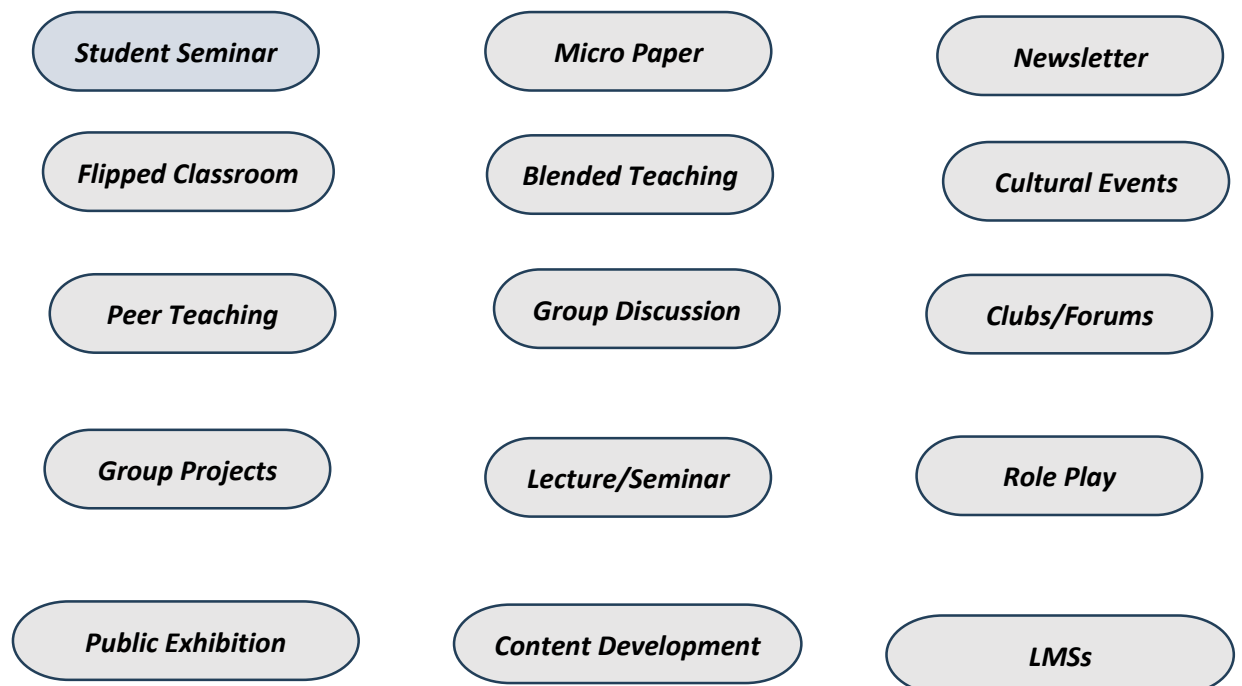 Student Seminar
Micro Paper
Newsletter
Flipped Classroom
Blended Teaching
Cultural Events
Peer Teaching
Group Discussion
Clubs/Forums
Group Projects
Lecture/Seminar
Role Play
Public Exhibition
Content Development
LMSs